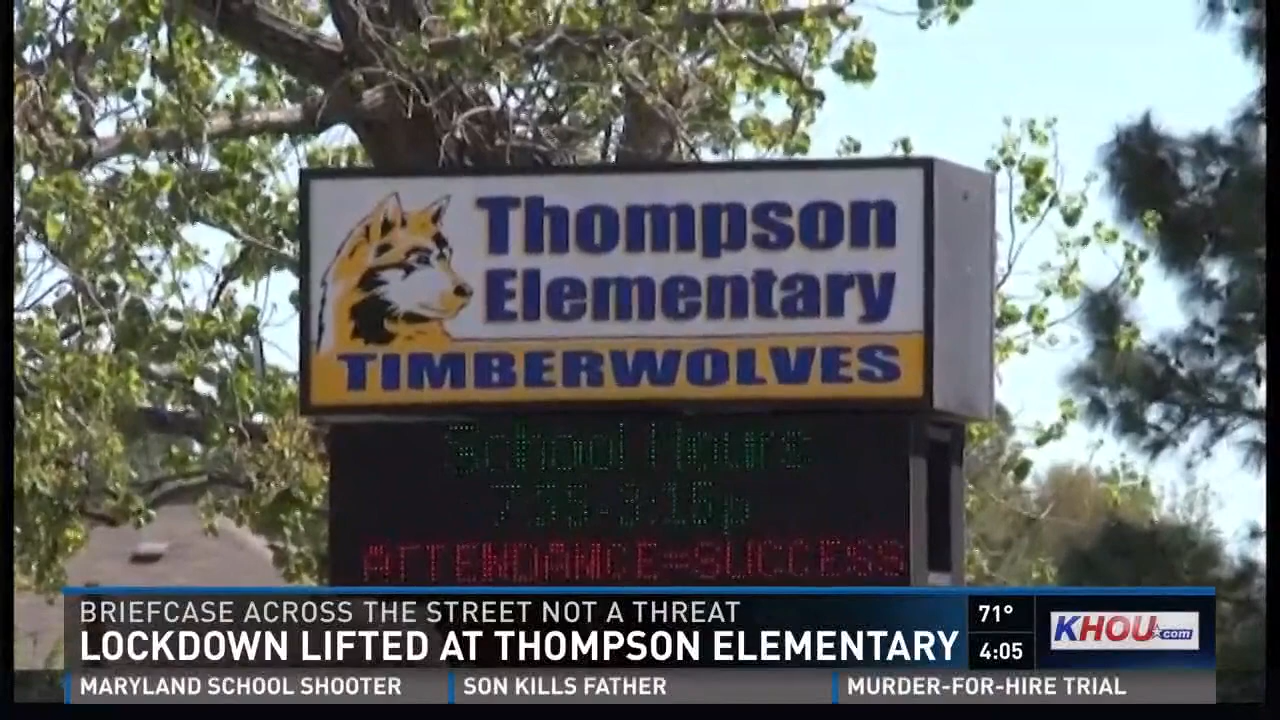 Thompson
Elementary
TIMBERWOLVES
School Hours
7:55-3:15p
ATTENDANCE=SUCCESS
BRIEFCASE ACROSS THE STREET NOT A THREAT
LOCKDOWN LIFTED AT THOMPSON ELEMENTARY
71°
4:05
KHOU.com
MARYLAND SCHOOL SHOOTER
SON KILLS FATHER
MURDER-FOR-HIRE TRIAL